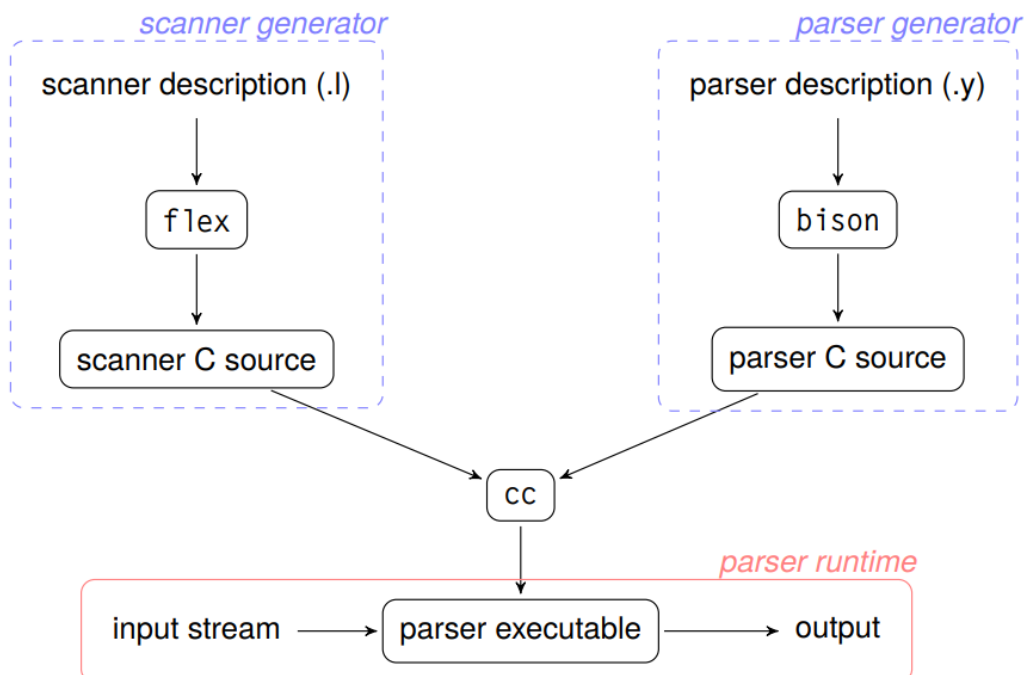 scanner generator
parser generator
scanner description (.l)
parser description (.y)
flex
bison
scanner C source
parser C source
cc
parser runtime
input stream
parser executable
output